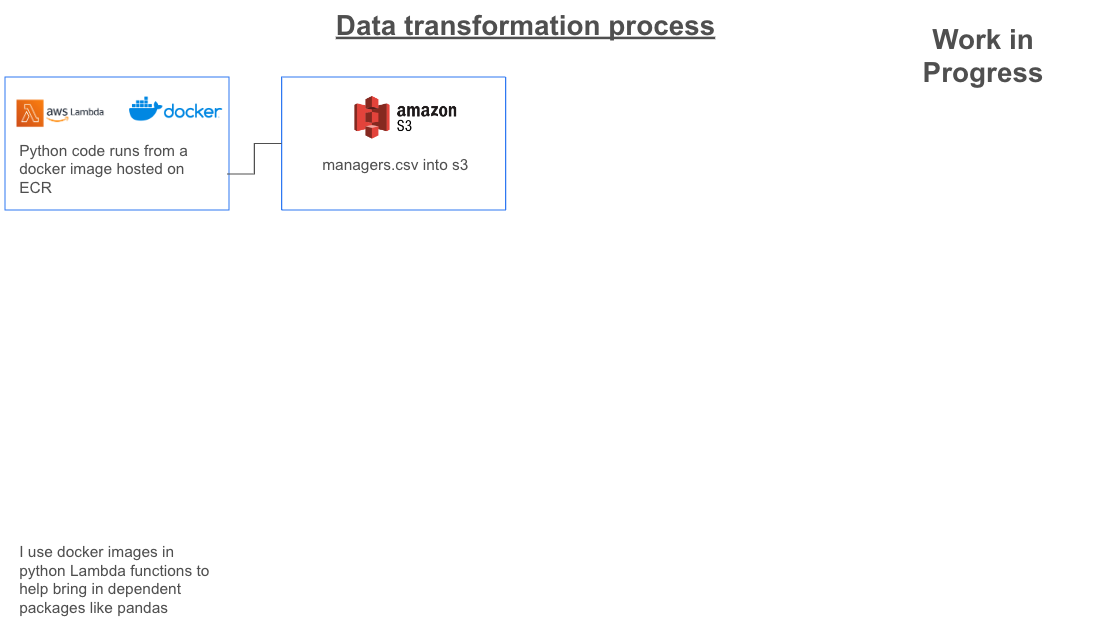 Data transformation process
Work in
Progress
aws Lambda
docker
Python code runs from a
docker image hosted on
ECR
amazon
S3
managers.csv into s3
I use docker images in
python Lambda functions to
help bring in dependent
packages like pandas